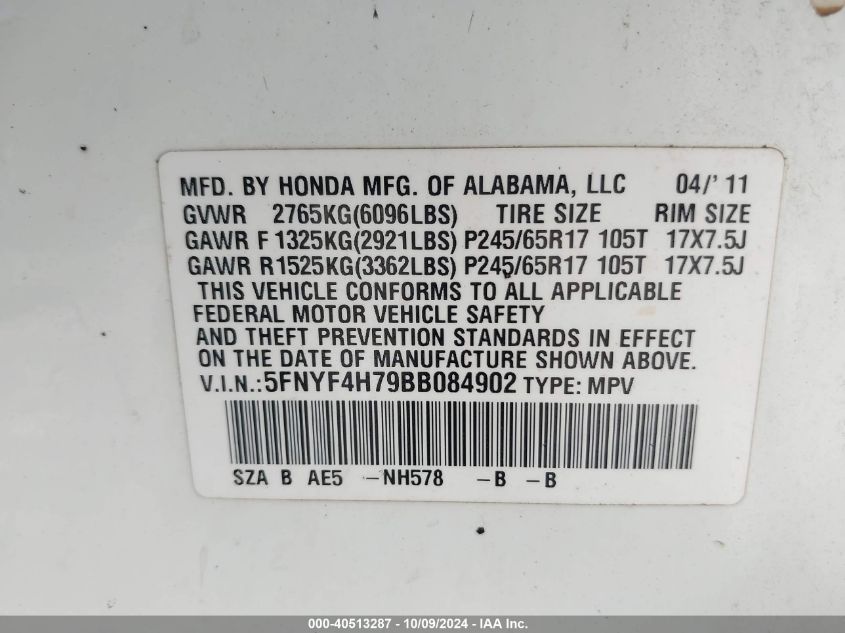 MFD. BY HONDA MFG. OF ALABAMA, LLC 04/' 11
GVWR 2765KG(6096LBS) TIRE SIZE RIM SIZE
GAWR F 1325KG(2921LBS) P245/65R17 105T 17X7.5J
GAWR R1525KG(3362LBS) P245/65R17 105T 17X7.5J
THIS VEHICLE CONFORMS TO ALL APPLICABLE
FEDERAL MOTOR VEHICLE SAFETY
AND THEFT PREVENTION STANDARDS IN EFFECT
ON THE DATE OF MANUFACTURE SHOWN ABOVE.
V.I.N.:5FNYF4H79BB084902 TYPE: MPV
SZA B AE5 -NH578 -B -B
000-40513287 - 10/09/2024 - IAA Inc.